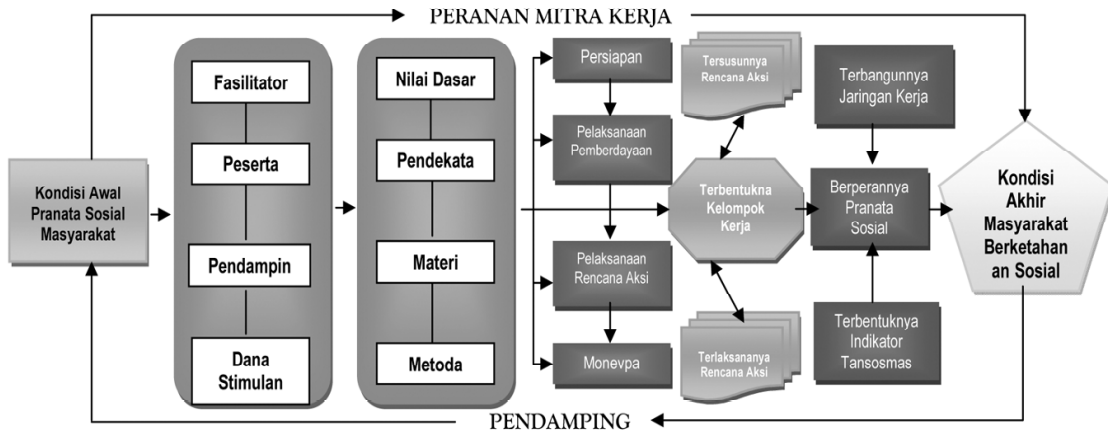 PERANAN MITRA KERJA
Kondisi Awal
Pranata Sosial
Masyarakat
Fasilitator
Peserta
Pendampin
Dana
Stimulan
Nilai Dasar
Pendekata
Materi
Metoda
Persiapan
Pelaksanaan
Pemberdayaan
Pelaksanaan
Rencana Aksi
Monevpa
Tersusunnya
Rencana Aksi
Terbentukna
Kelompok
Kerja
Terlaksananya
Rencana Aksi
Terbangunnya
Jaringan Kerja
Berperannya
Pranata
Sosial
Terbentuknya
Indikator
Tansosmas
Kondisi
Akhir
Masyarakat
Berketahan
an Sosial
PENDAMPING